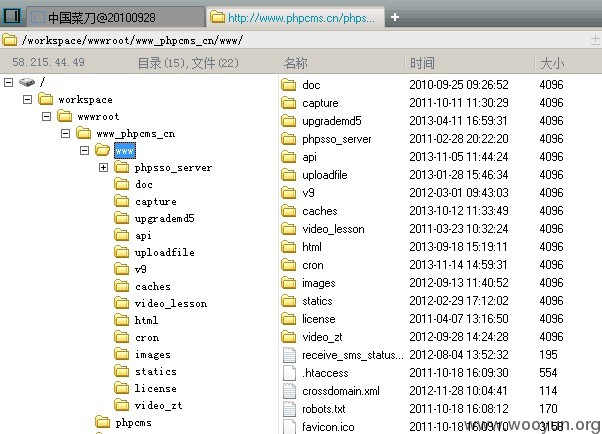 中国菜刀@20100928 http://www.phpcms.cn/phps... +
/workspace/wwwroot/www_phpcms_cn/www/
58.215.44.49 目录(15),文件(22) 名称 时间 大小
/
workspace
wwwroot
www_phpcms_cn
www
phpsso_server
doc
capture
upgrademd5
api
uploadfile
v9
caches
video_lesson
html
cron
images
statics
license
video_zt
phpcms
doc 2010-09-25 09:26:52 4096
capture 2011-10-11 11:30:29 4096
upgrademd5 2013-04-11 16:59:31 4096
phpsso_server 2011-02-28 20:22:20 4096
api 2013-11-05 11:44:24 4096
uploadfile 2013-01-28 15:46:34 4096
v9 2012-03-01 09:43:03 4096
caches 2013-10-12 11:33:49 4096
video_lesson 2011-03-23 10:32:24 4096
html 2013-09-18 15:19:11 4096
cron 2013-11-14 14:59:31 4096
images 2012-09-13 11:40:52 4096
statics 2012-02-29 17:12:02 4096
license 2011-04-07 13:16:50 4096
video_zt 2012-09-28 14:24:28 4096
receive_sms_status... 2012-08-04 13:52:32 195
.htaccess 2011-10-18 16:09:30 554
crossdomain.xml 2012-11-28 10:04:41 114
robots.txt 2011-10-18 16:08:12 170
favicon.ico 2011-10-18 16:09:10 3158
www.wooyun.org